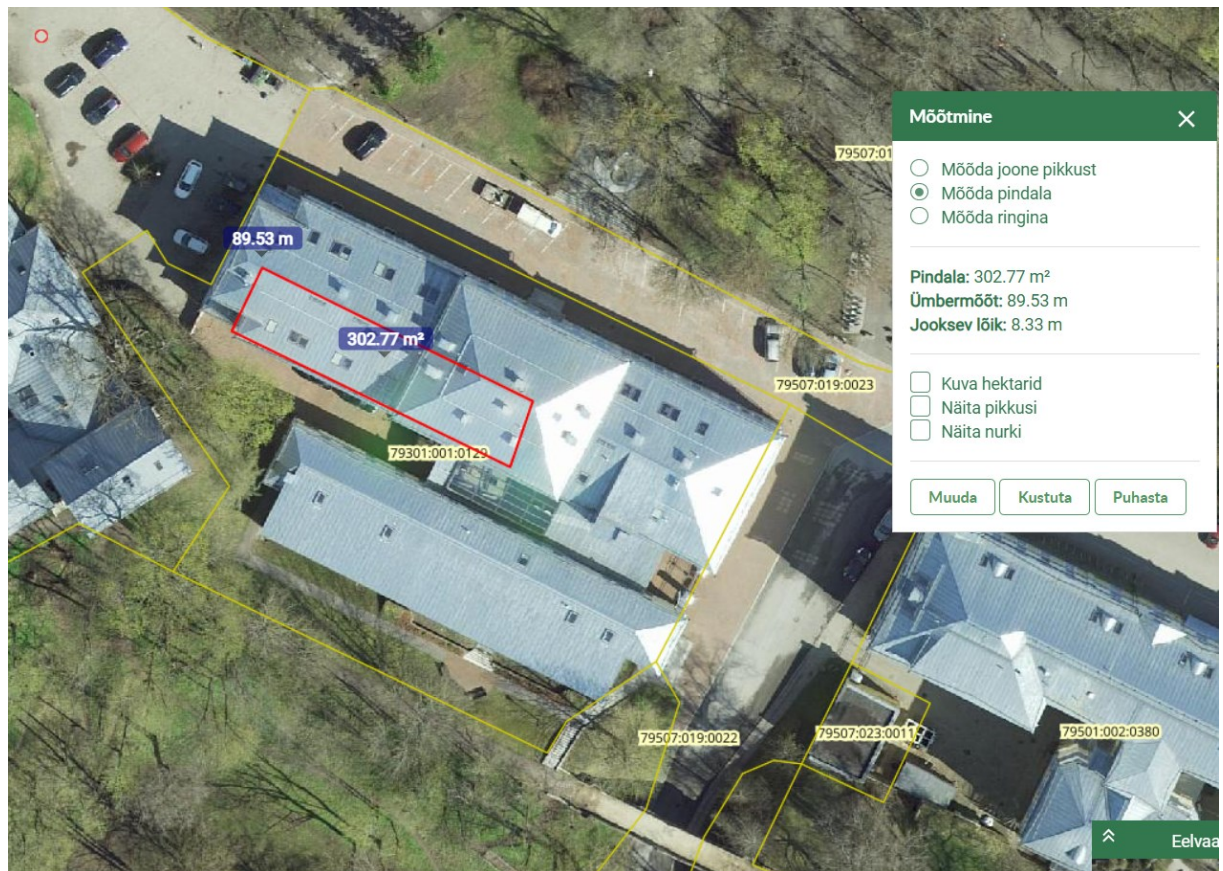 Mõõtmine
79507:01
Mõõda joone pikkust
Mõõda pindala
Mõõda ringina
89.53 m
Pindala: 302.77 m²
Ümbermõõt: 89.53 m
Jooksev lõik: 8.33 m
302.77 m²
79507:019:0023
Kuva hektarid
Näita pikkusi
Näita nurki
79301:001:0129
Muuda
Kustuta
Puhasta
79507:019:0022
79507:023:0011
79501:002:0380
Eelvaa